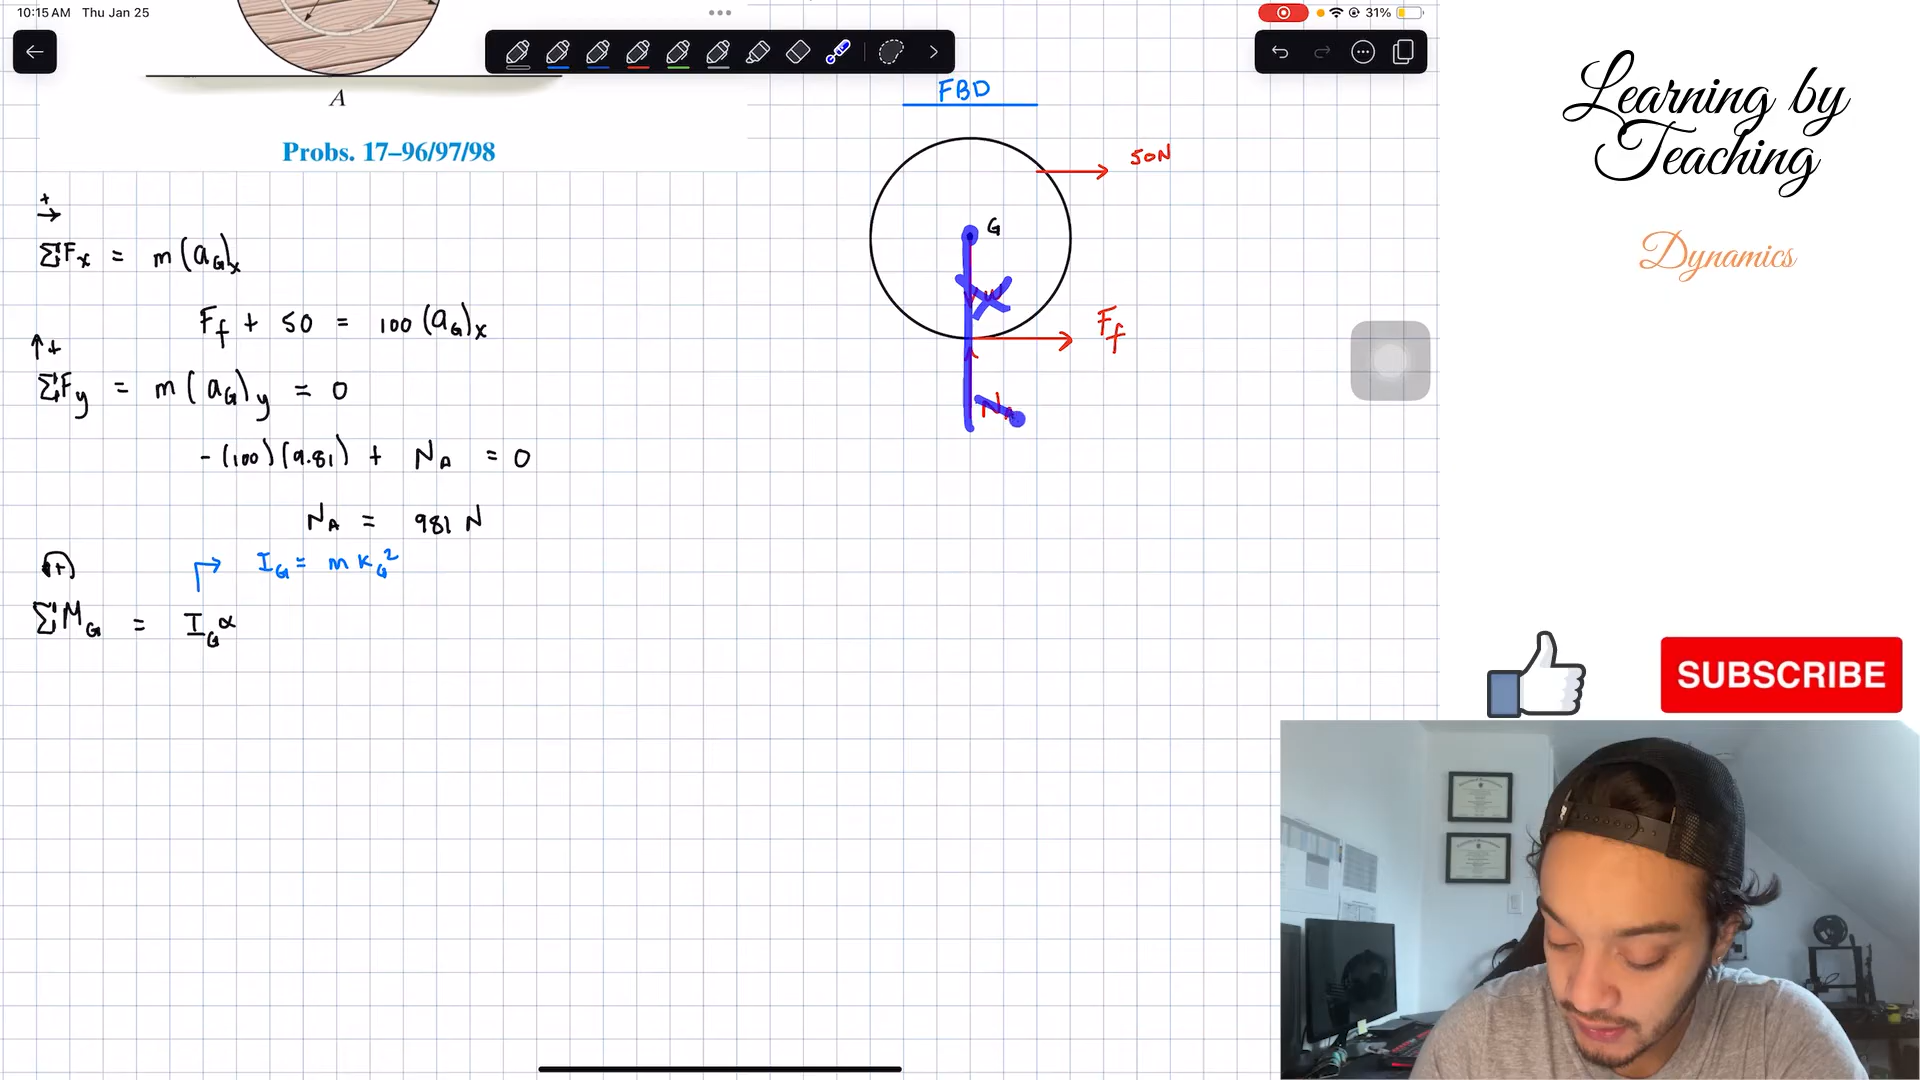 10:15 AM Thu Jan 25
31%
A
Probs. 17–96/97/98
FBD
50N
G
W
Ff
NA
+
→
ΣFx = m(aG)x
Ff + 50 = 100(aG)x
↑+
ΣFy = m(aG)y = 0
-(100)(9.81) + NA = 0
NA = 981 N
IG = mKG²
+
ΣMG = IGα
Learning by
Teaching
Dynamics
SUBSCRIBE